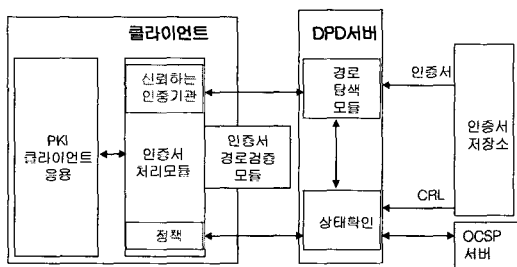 클라이언트
DPD서버
신뢰하는
인증기관
경로
탐색
모듈
인증서
PKI
클라이언트
응용
인증서
처리모듈
인증서
경로검증
모듈
인증서
저장소
CRL
정책
상태확인
OCSP
서버